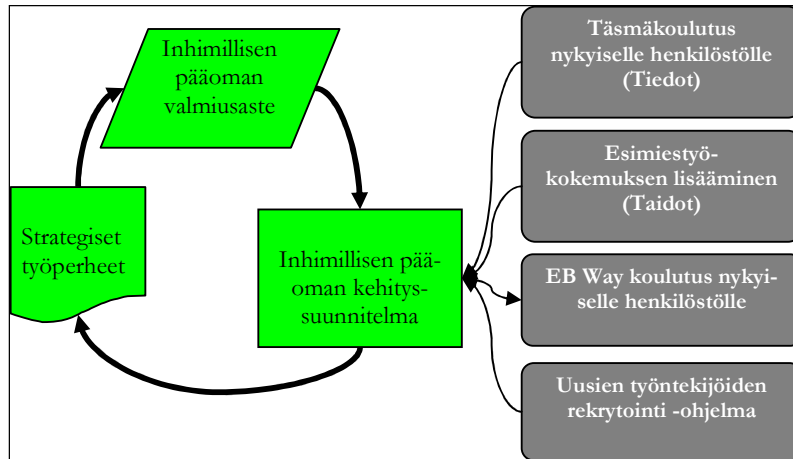 Inhimillisen
pääoman
valmiusaste
Strategiset
työperheet
Inhimillisen pää-
oman kehitys-
suunnitelma
Täsmäkoulutus
nykyiselle henkilöstölle
(Tiedot)
Esimiestyö-
kokemuksen lisääminen
(Taidot)
EB Way koulutus nykyi-
selle henkilöstölle
Uusien työntekijöiden
rekrytointi -ohjelma